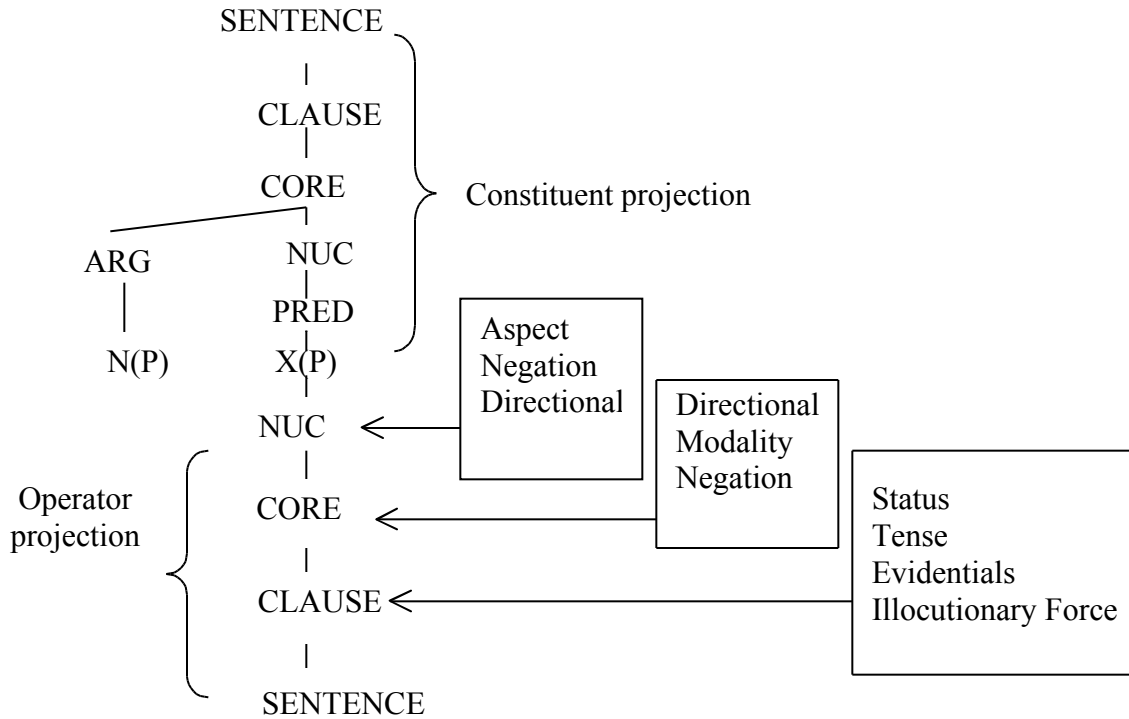 SENTENCE
CLAUSE
CORE
Constituent projection
ARG
NUC
PRED
N(P)
X(P)
Aspect
Negation
Directional
NUC
Directional
Modality
Negation
Operator
projection
CORE
Status
Tense
Evidentials
Illocutionary Force
CLAUSE
SENTENCE